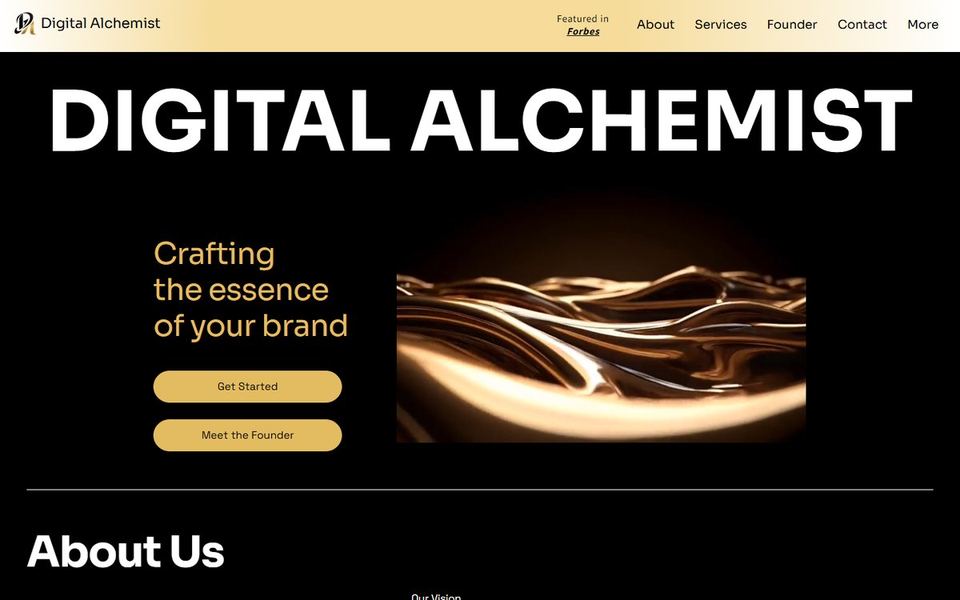 Digital Alchemist
Featured in
Forbes
About
Services
Founder
Contact
More
DIGITAL ALCHEMIST
Crafting
the essence
of your brand
Get Started
Meet the Founder
About Us
Our Vision